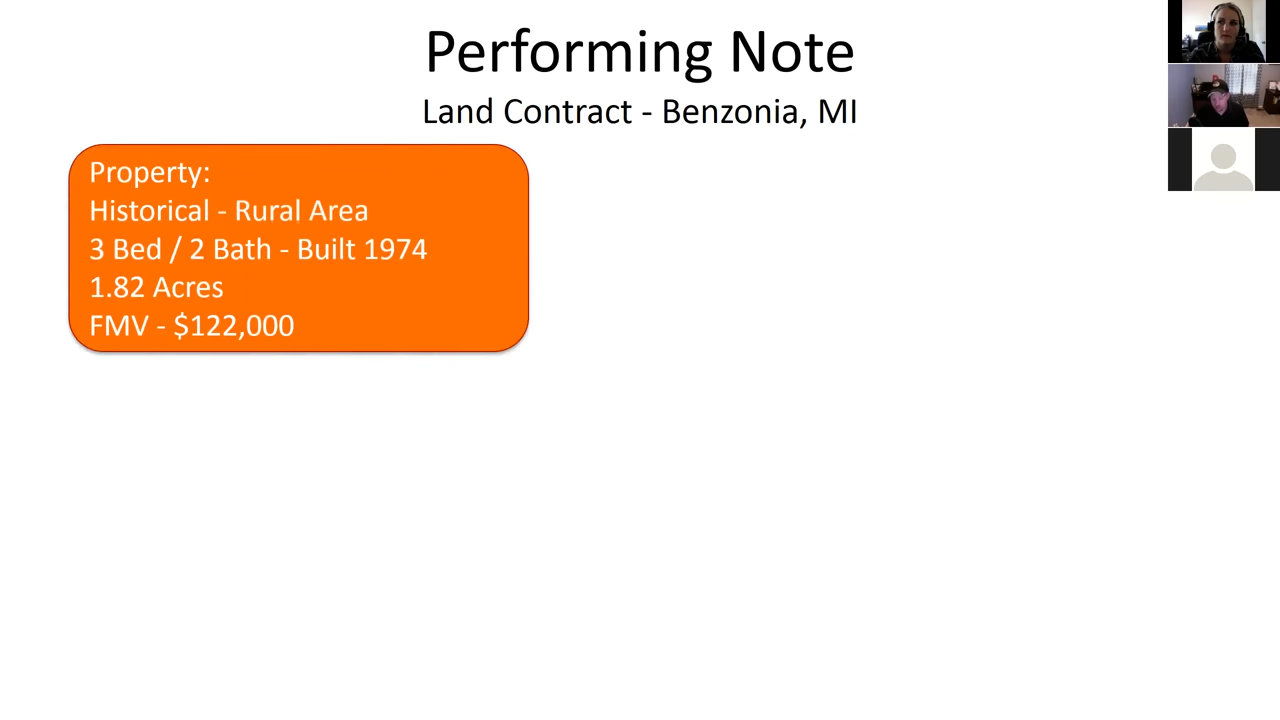 Performing Note
Land Contract - Benzonia, MI
Property:
Historical - Rural Area
3 Bed / 2 Bath - Built 1974
1.82 Acres
FMV - $122,000